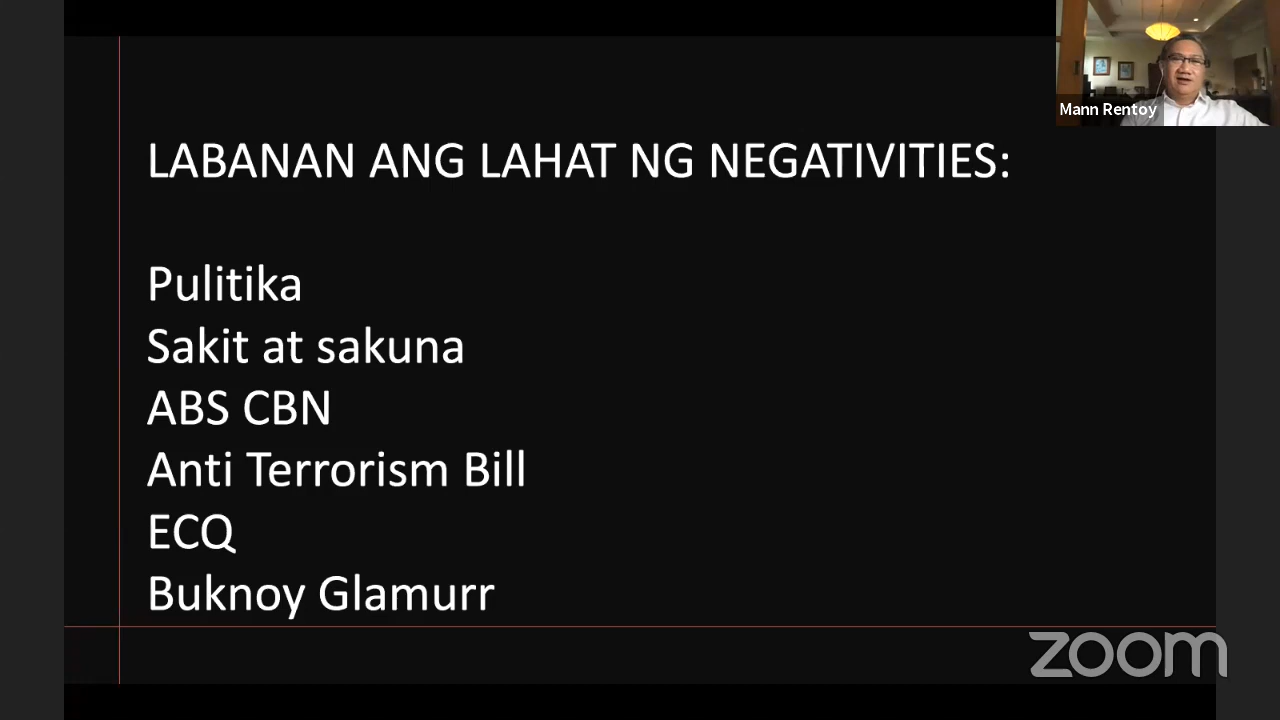 Mann Rentoy
LABANAN ANG LAHAT NG NEGATIVITIES:
Pulitika
Sakit at sakuna
ABS CBN
Anti Terrorism Bill
ECQ
Buknoy Glamurr
zoom